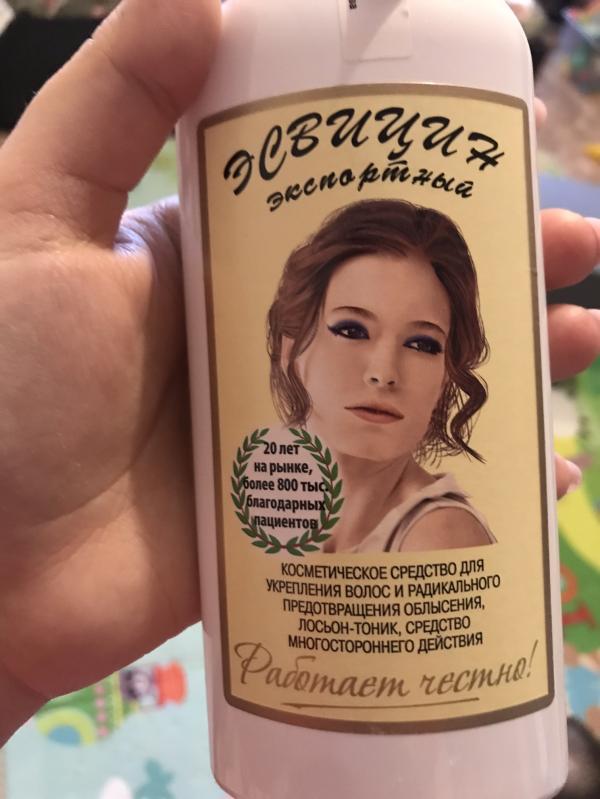 ЭСВИЦИН
экспортный
20 лет
на рынке,
более 800 тыс.
благодарных
пациентов
КОСМЕТИЧЕСКОЕ СРЕДСТВО ДЛЯ
УКРЕПЛЕНИЯ ВОЛОС И РАДИКАЛЬНОГО
ПРЕДОТВРАЩЕНИЯ ОБЛЫСЕНИЯ,
ЛОСЬОН-ТОНИК, СРЕДСТВО
МНОГОСТОРОННЕГО ДЕЙСТВИЯ
Работает честно!